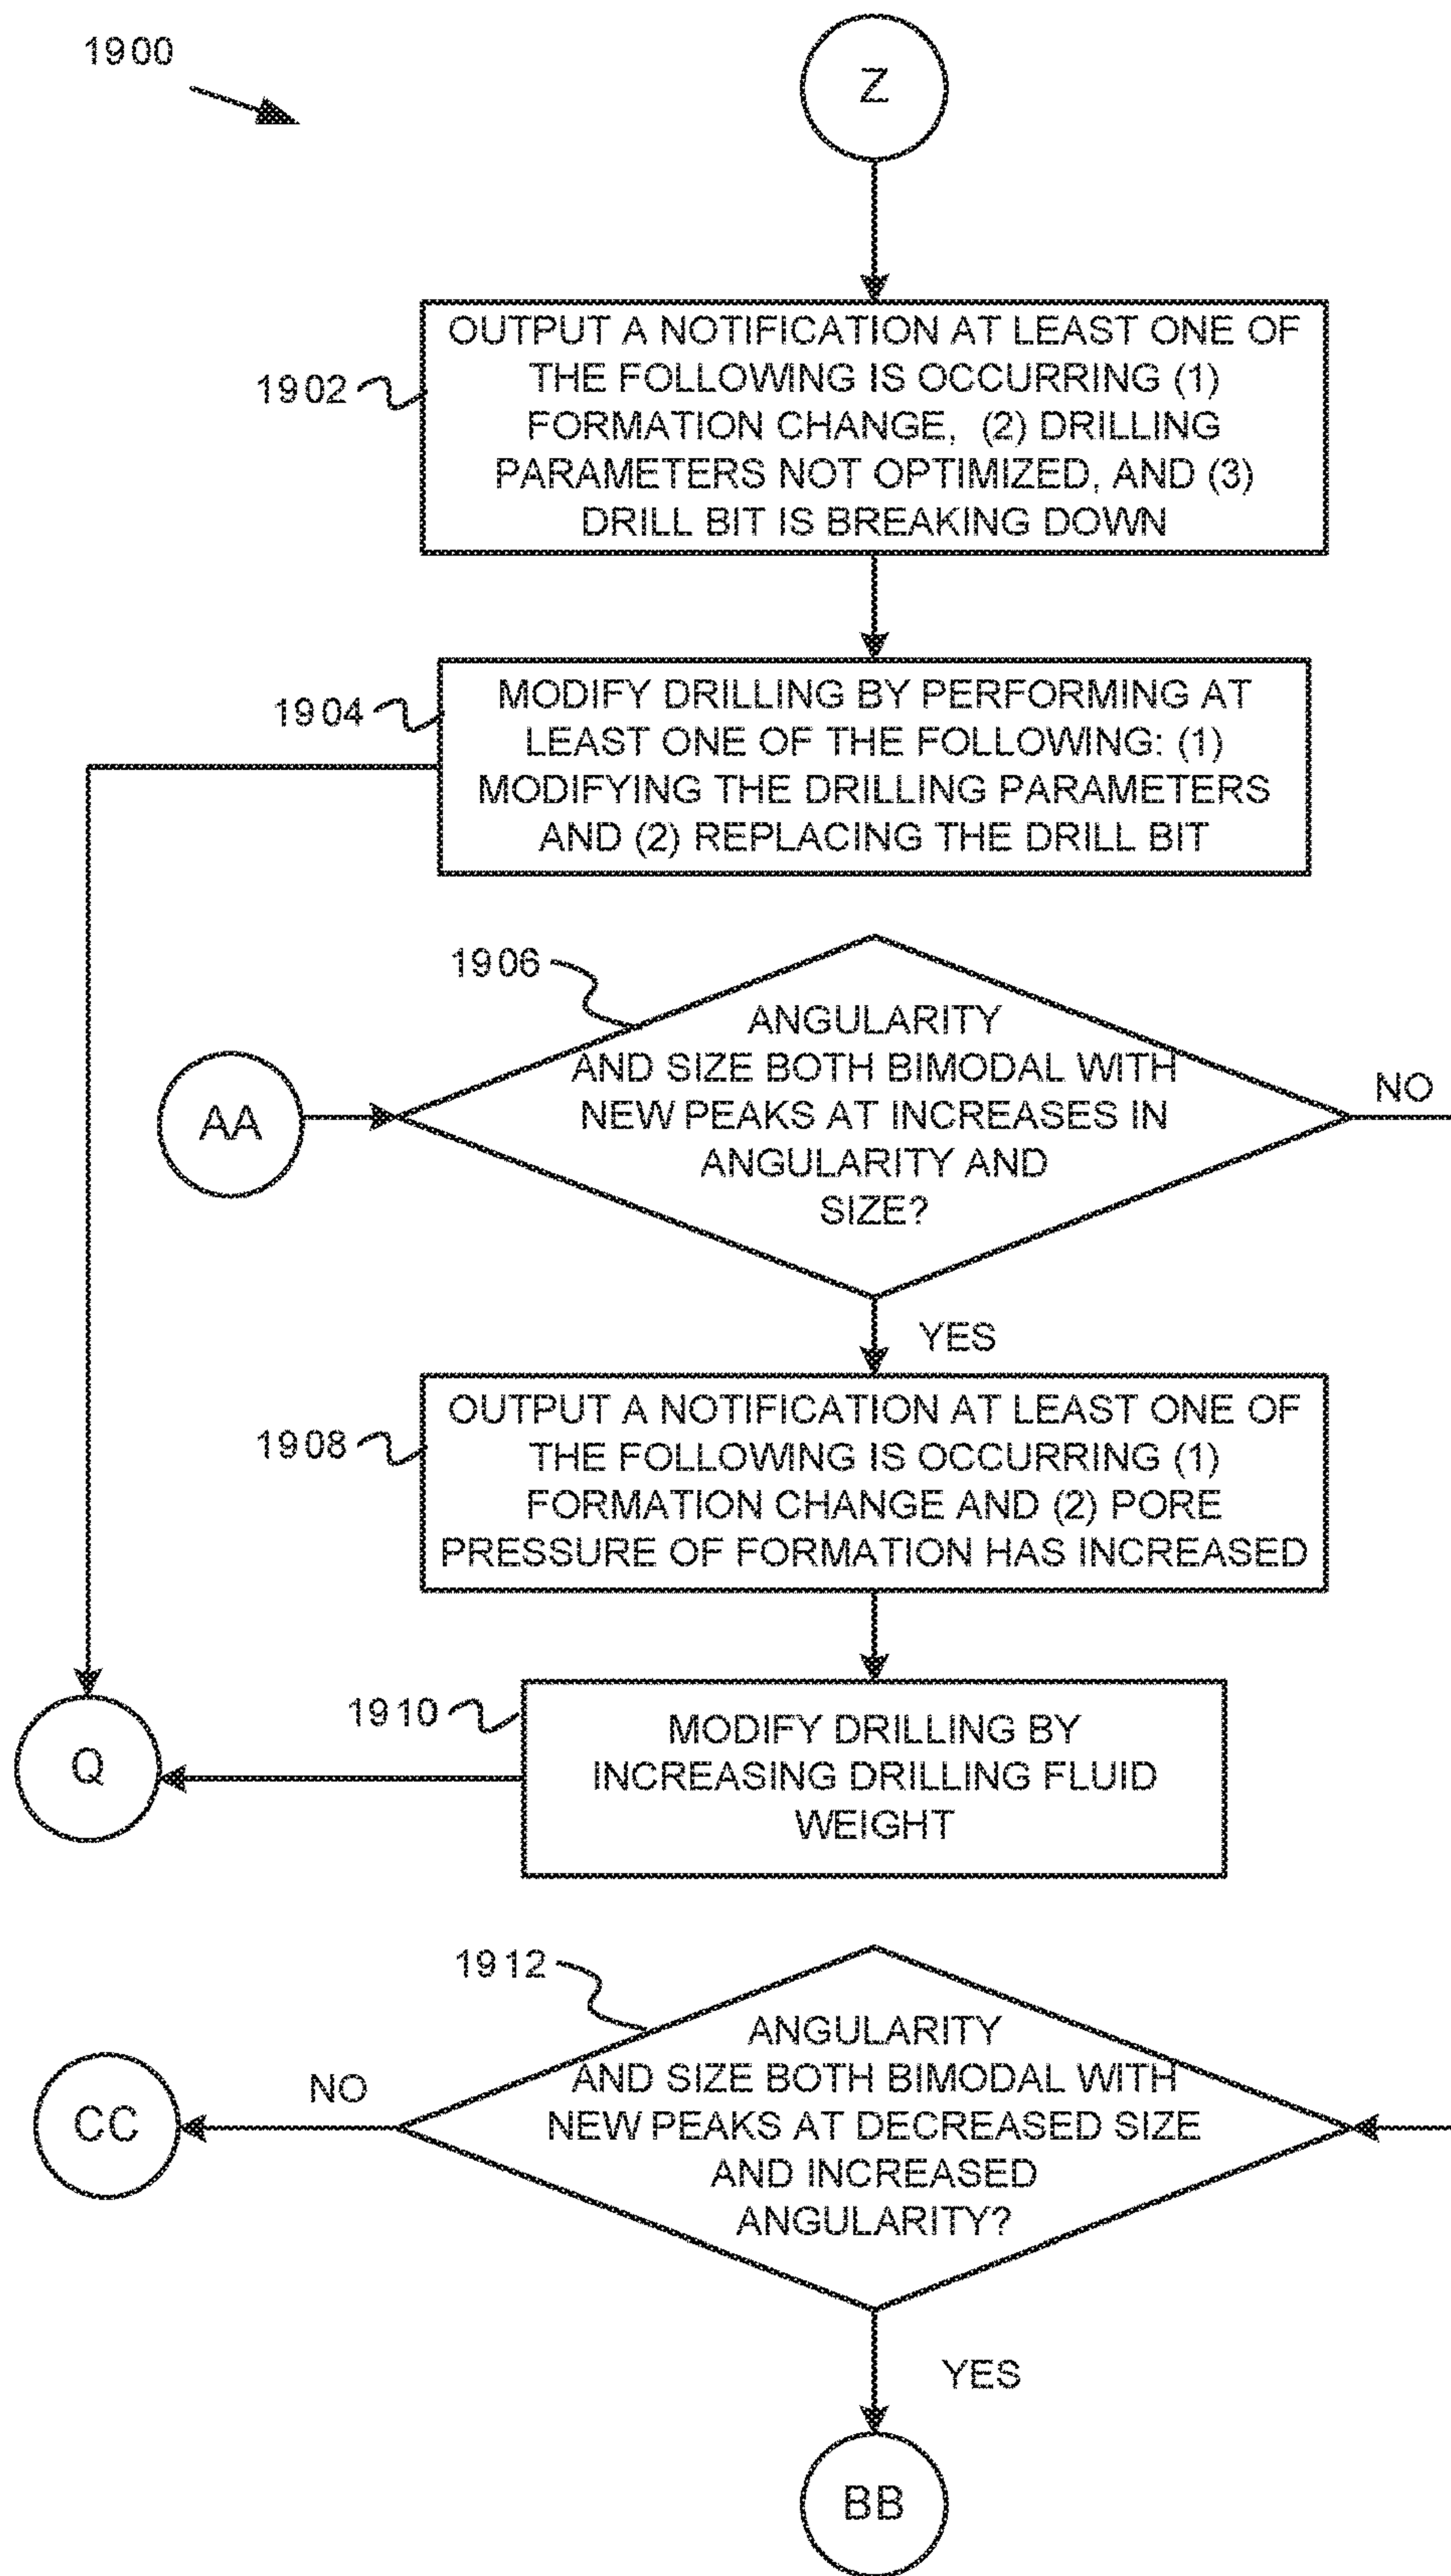 1900
Z
1902
OUTPUT A NOTIFICATION AT LEAST ONE OF
THE FOLLOWING IS OCCURRING (1)
FORMATION CHANGE, (2) DRILLING
PARAMETERS NOT OPTIMIZED, AND (3)
DRILL BIT IS BREAKING DOWN
1904
MODIFY DRILLING BY PERFORMING AT
LEAST ONE OF THE FOLLOWING: (1)
MODIFYING THE DRILLING PARAMETERS
AND (2) REPLACING THE DRILL BIT
1906
AA
ANGULARITY
AND SIZE BOTH BIMODAL WITH
NEW PEAKS AT INCREASES IN
ANGULARITY AND
SIZE?
NO
YES
1908
OUTPUT A NOTIFICATION AT LEAST ONE OF
THE FOLLOWING IS OCCURRING (1)
FORMATION CHANGE AND (2) PORE
PRESSURE OF FORMATION HAS INCREASED
Q
1910
MODIFY DRILLING BY
INCREASING DRILLING FLUID
WEIGHT
1912
ANGULARITY
AND SIZE BOTH BIMODAL WITH
NEW PEAKS AT DECREASED SIZE
AND INCREASED
ANGULARITY?
NO
CC
YES
BB